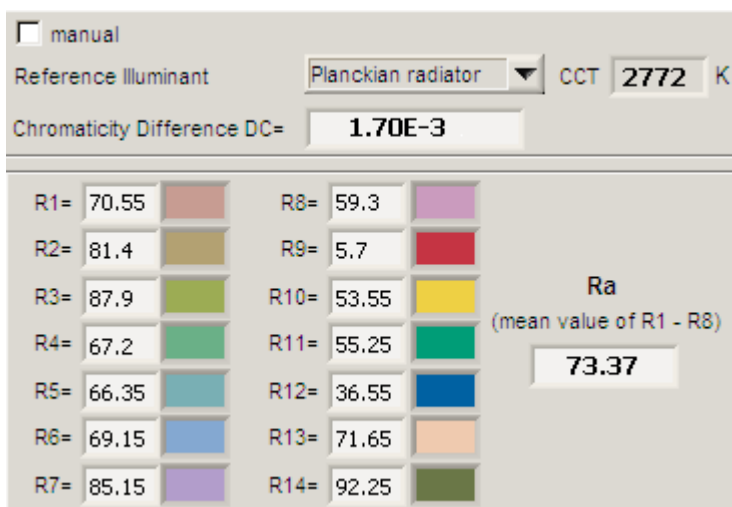 manual
Reference Illuminant Planckian radiator CCT 2772 K
Chromaticity Difference DC= 1.70E-3
R1= 70.55 R8= 59.3
R2= 81.4 R9= 5.7
R3= 87.9 R10= 53.55
R4= 67.2 R11= 55.25
R5= 66.35 R12= 36.55
R6= 69.15 R13= 71.65
R7= 85.15 R14= 92.25
Ra
(mean value of R1 - R8)
73.37